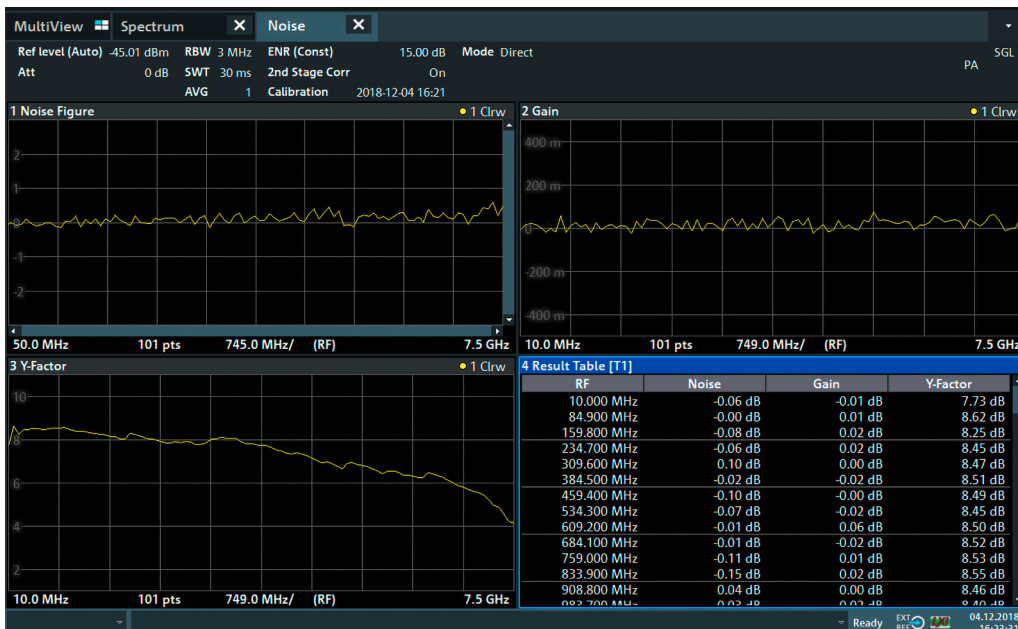 MultiView Spectrum X Noise X
Ref level (Auto) -45.01 dBm RBW 3 MHz ENR (Const) 15.00 dB Mode Direct SGL
Att 0 dB SWT 30 ms 2nd Stage Corr On PA
AVG 1 Calibration 2018-12-04 16:21
1 Noise Figure 1 Clrw
2
1
0
-1
-2
50.0 MHz 101 pts 745.0 MHz/ (RF) 7.5 GHz
2 Gain 1 Clrw
400 m
200 m
0
-200 m
-400 m
10.0 MHz 101 pts 749.0 MHz/ (RF) 7.5 GHz
3 Y-Factor 1 Clrw
10
8
6
4
2
10.0 MHz 101 pts 749.0 MHz/ (RF) 7.5 GHz
4 Result Table [T1]
RF Noise Gain Y-Factor
10.000 MHz -0.06 dB -0.01 dB 7.73 dB
84.900 MHz -0.00 dB 0.01 dB 8.62 dB
159.800 MHz -0.08 dB 0.02 dB 8.25 dB
234.700 MHz -0.06 dB 0.02 dB 8.45 dB
309.600 MHz 0.10 dB 0.00 dB 8.47 dB
384.500 MHz -0.02 dB -0.02 dB 8.51 dB
459.400 MHz -0.10 dB -0.00 dB 8.49 dB
534.300 MHz -0.07 dB -0.02 dB 8.45 dB
609.200 MHz -0.01 dB 0.06 dB 8.50 dB
684.100 MHz -0.01 dB -0.02 dB 8.52 dB
759.000 MHz -0.11 dB 0.01 dB 8.53 dB
833.900 MHz -0.15 dB 0.02 dB 8.55 dB
908.800 MHz 0.04 dB 0.00 dB 8.46 dB
983.700 MHz 0.03 dB 0.02 dB 8.40 dB
Ready EXT REF 04.12.2018